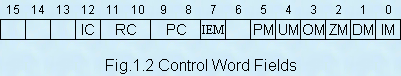 15 14 13 12 11 10 9 8 7 6 5 4 3 2 1 0
IC RC PC IEM PM UM OM ZM DM IM
Fig.1.2 Control Word Fields